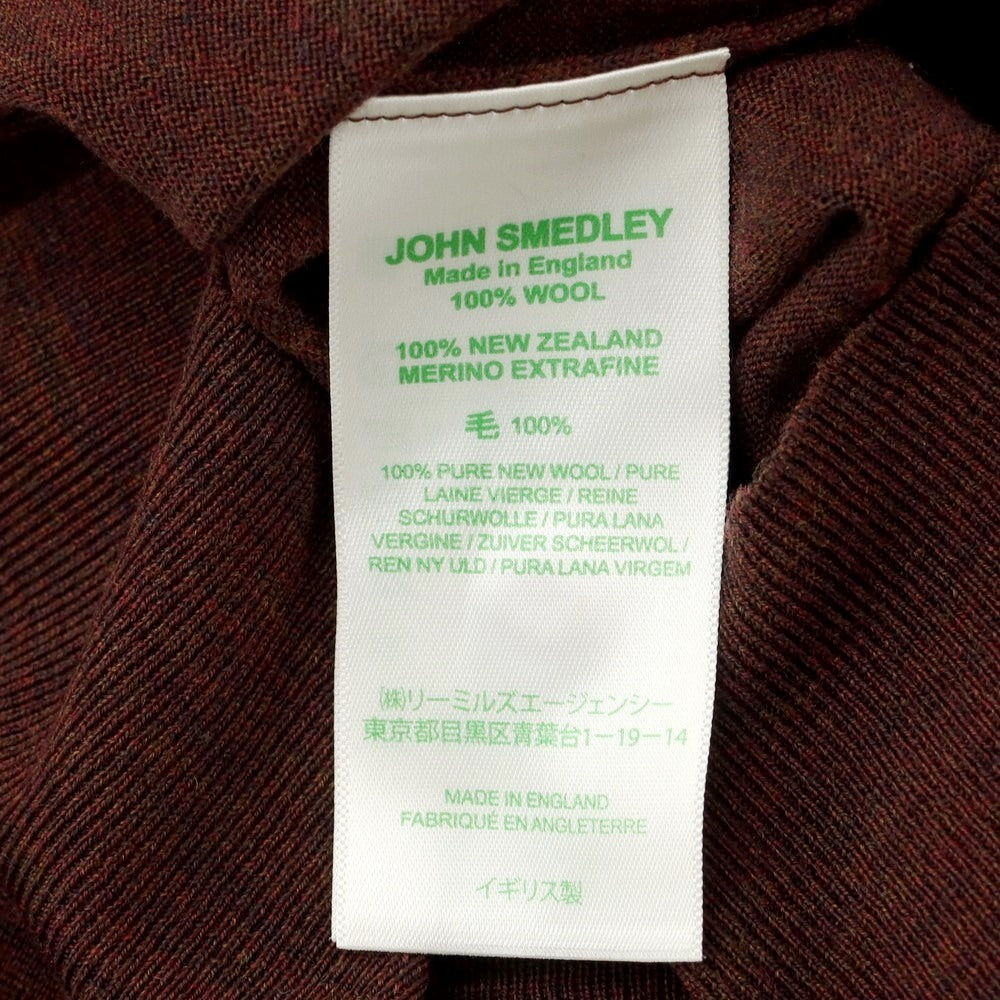 JOHN SMEDLEY
Made in England
100% WOOL
100% NEW ZEALAND
MERINO EXTRAFINE
毛 100%
100% PURE NEW WOOL / PURE
LAINE VIERGE / REINE
SCHURWOLLE / PURA LANA
VERGINE / ZUIVER SCHEERWOL /
REN NY ULD / PURA LANA VIRGEM
㈱リーミルズエージェンシー
東京都目黒区青葉台1−19−14
MADE IN ENGLAND
FABRIQUÉ EN ANGLETERRE
イギリス製